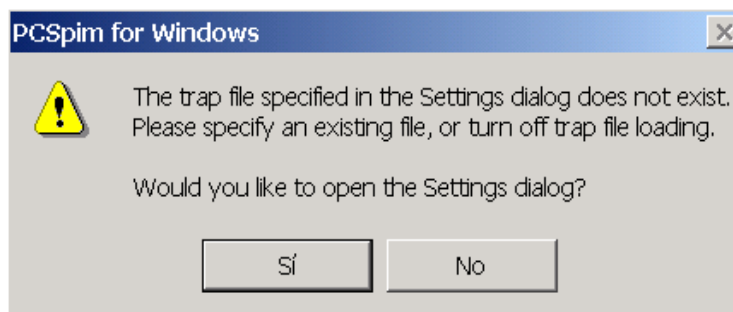 PCSpim for Windows
The trap file specified in the Settings dialog does not exist.
Please specify an existing file, or turn off trap file loading.
Would you like to open the Settings dialog?
Sí
No